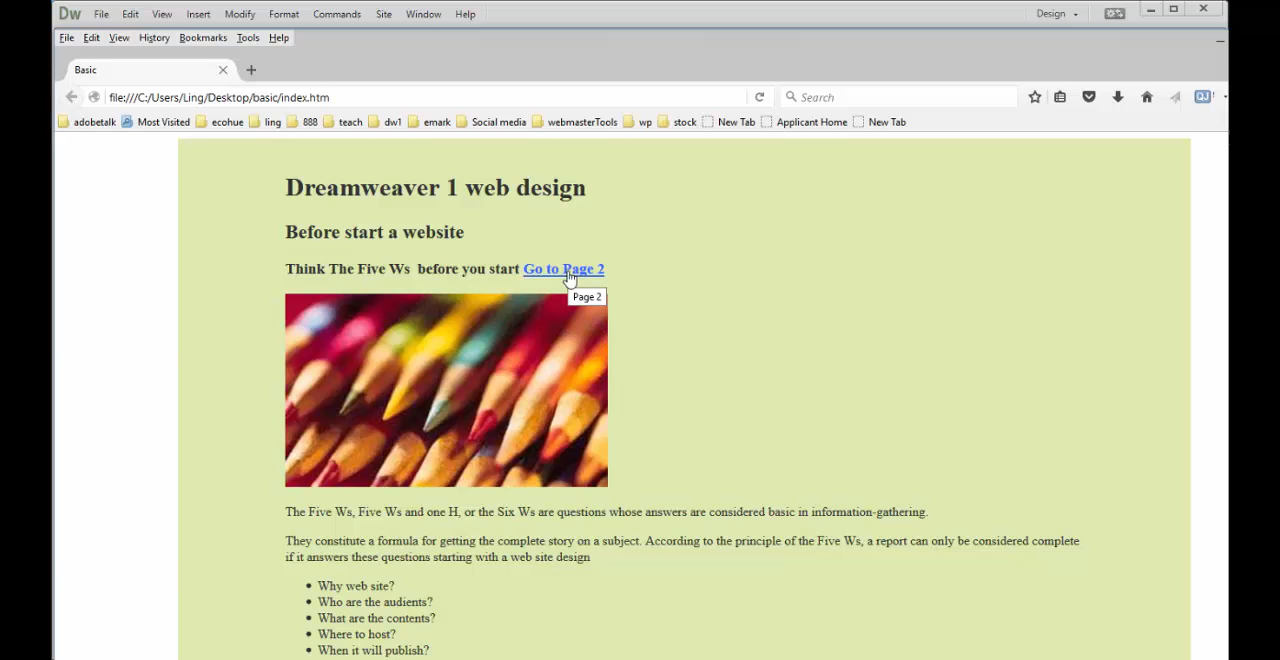 Dw File Edit View Insert Modify Format Commands Site Window Help Design
File Edit View History Bookmarks Tools Help
Basic
file:///C:/Users/Ling/Desktop/basic/index.htm Search
adobetalk Most Visited ecohue ling 888 teach dw1 emark Social media webmasterTools wp stock New Tab Applicant Home New Tab
Dreamweaver 1 web design
Before start a website
Think The Five Ws before you start Go to Page 2
Page 2
The Five Ws, Five Ws and one H, or the Six Ws are questions whose answers are considered basic in information-gathering.
They constitute a formula for getting the complete story on a subject. According to the principle of the Five Ws, a report can only be considered complete
if it answers these questions starting with a web site design
• Why web site?
• Who are the audients?
• What are the contents?
• Where to host?
• When it will publish?